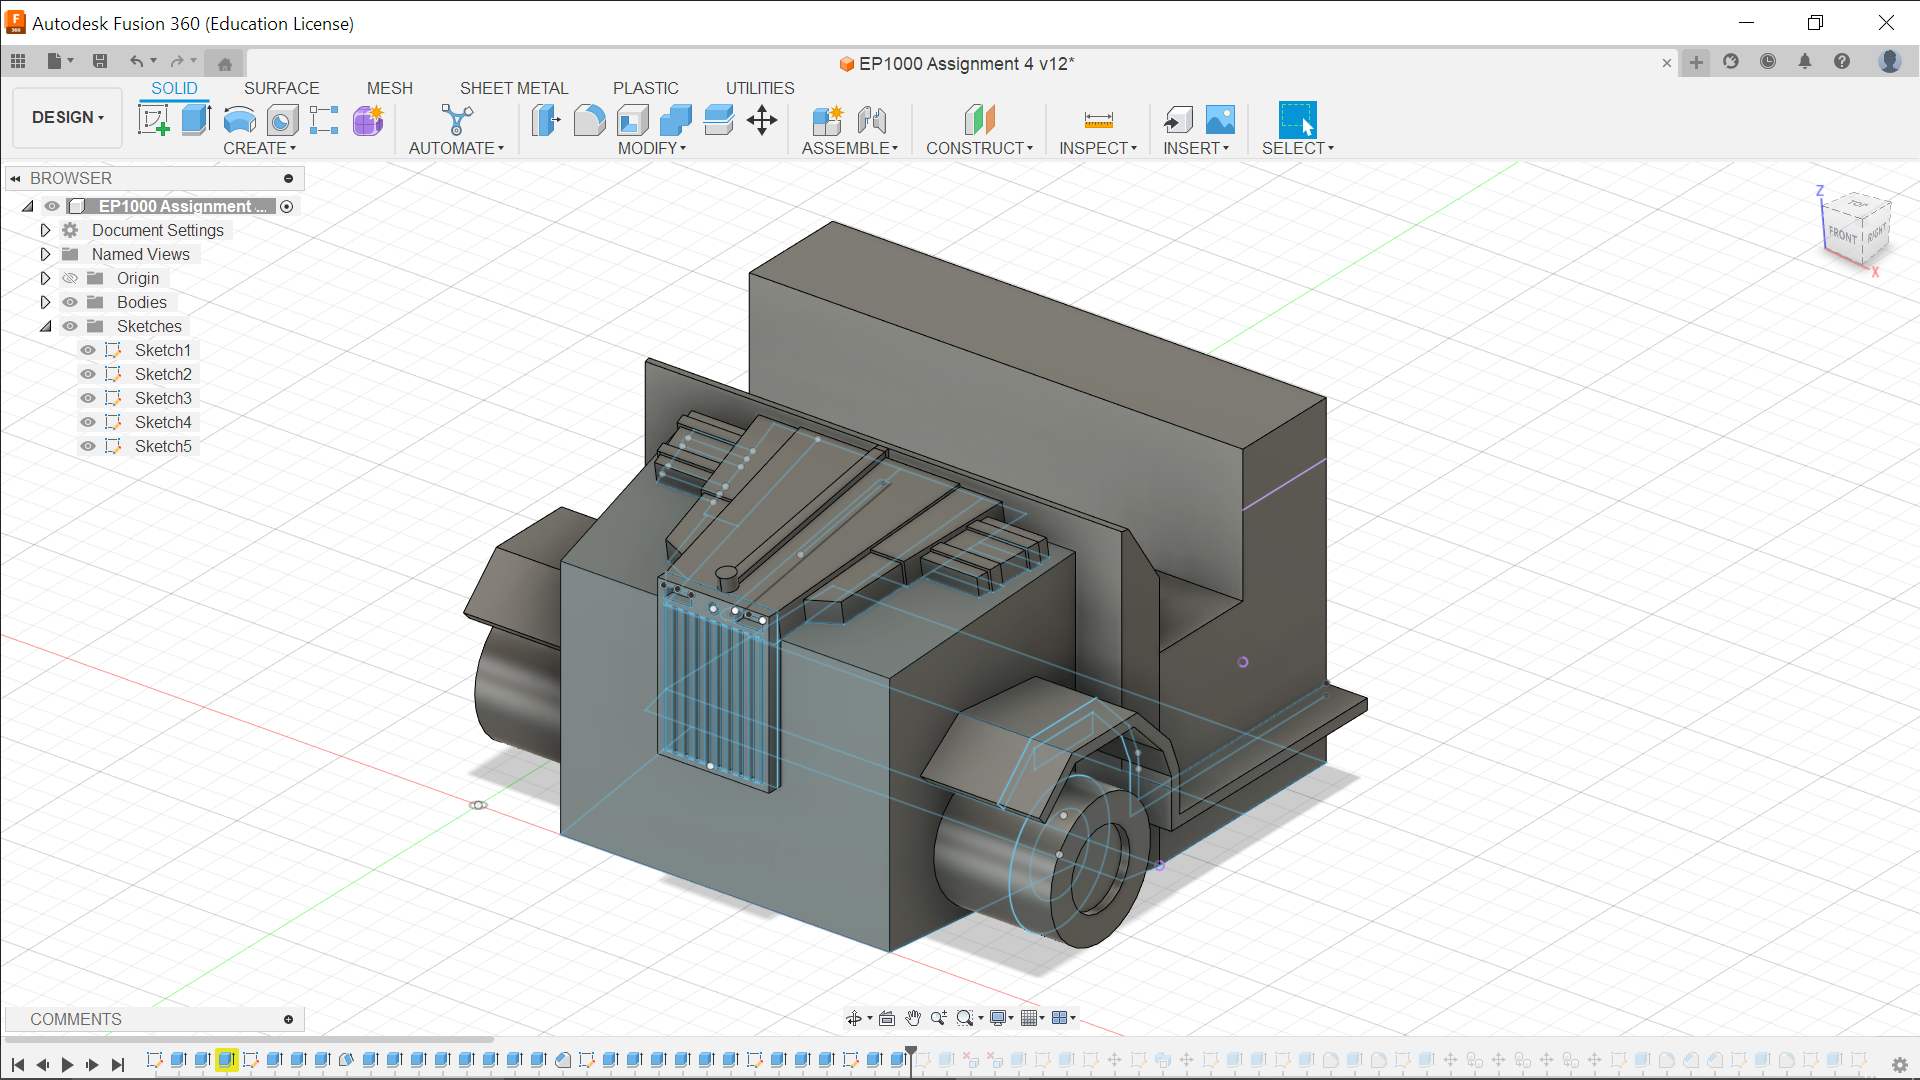 Autodesk Fusion 360 (Education License)
EP1000 Assignment 4 v12*
SOLID SURFACE MESH SHEET METAL PLASTIC UTILITIES
DESIGN
CREATE AUTOMATE MODIFY ASSEMBLE CONSTRUCT INSPECT INSERT SELECT
BROWSER
EP1000 Assignment ...
Document Settings
Named Views
Origin
Bodies
Sketches
Sketch1
Sketch2
Sketch3
Sketch4
Sketch5
Z
TOP
FRONT RIGHT
X
COMMENTS